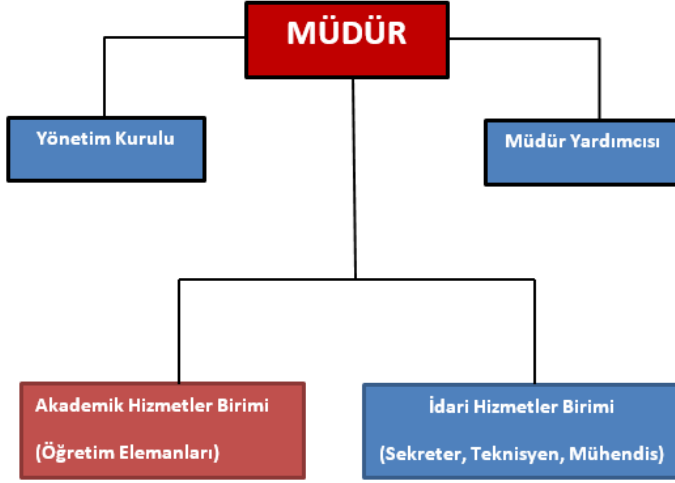 MÜDÜR
Yönetim Kurulu
Müdür Yardımcısı
Akademik Hizmetler Birimi
(Öğretim Elemanları)
İdari Hizmetler Birimi
(Sekreter, Teknisyen, Mühendis)